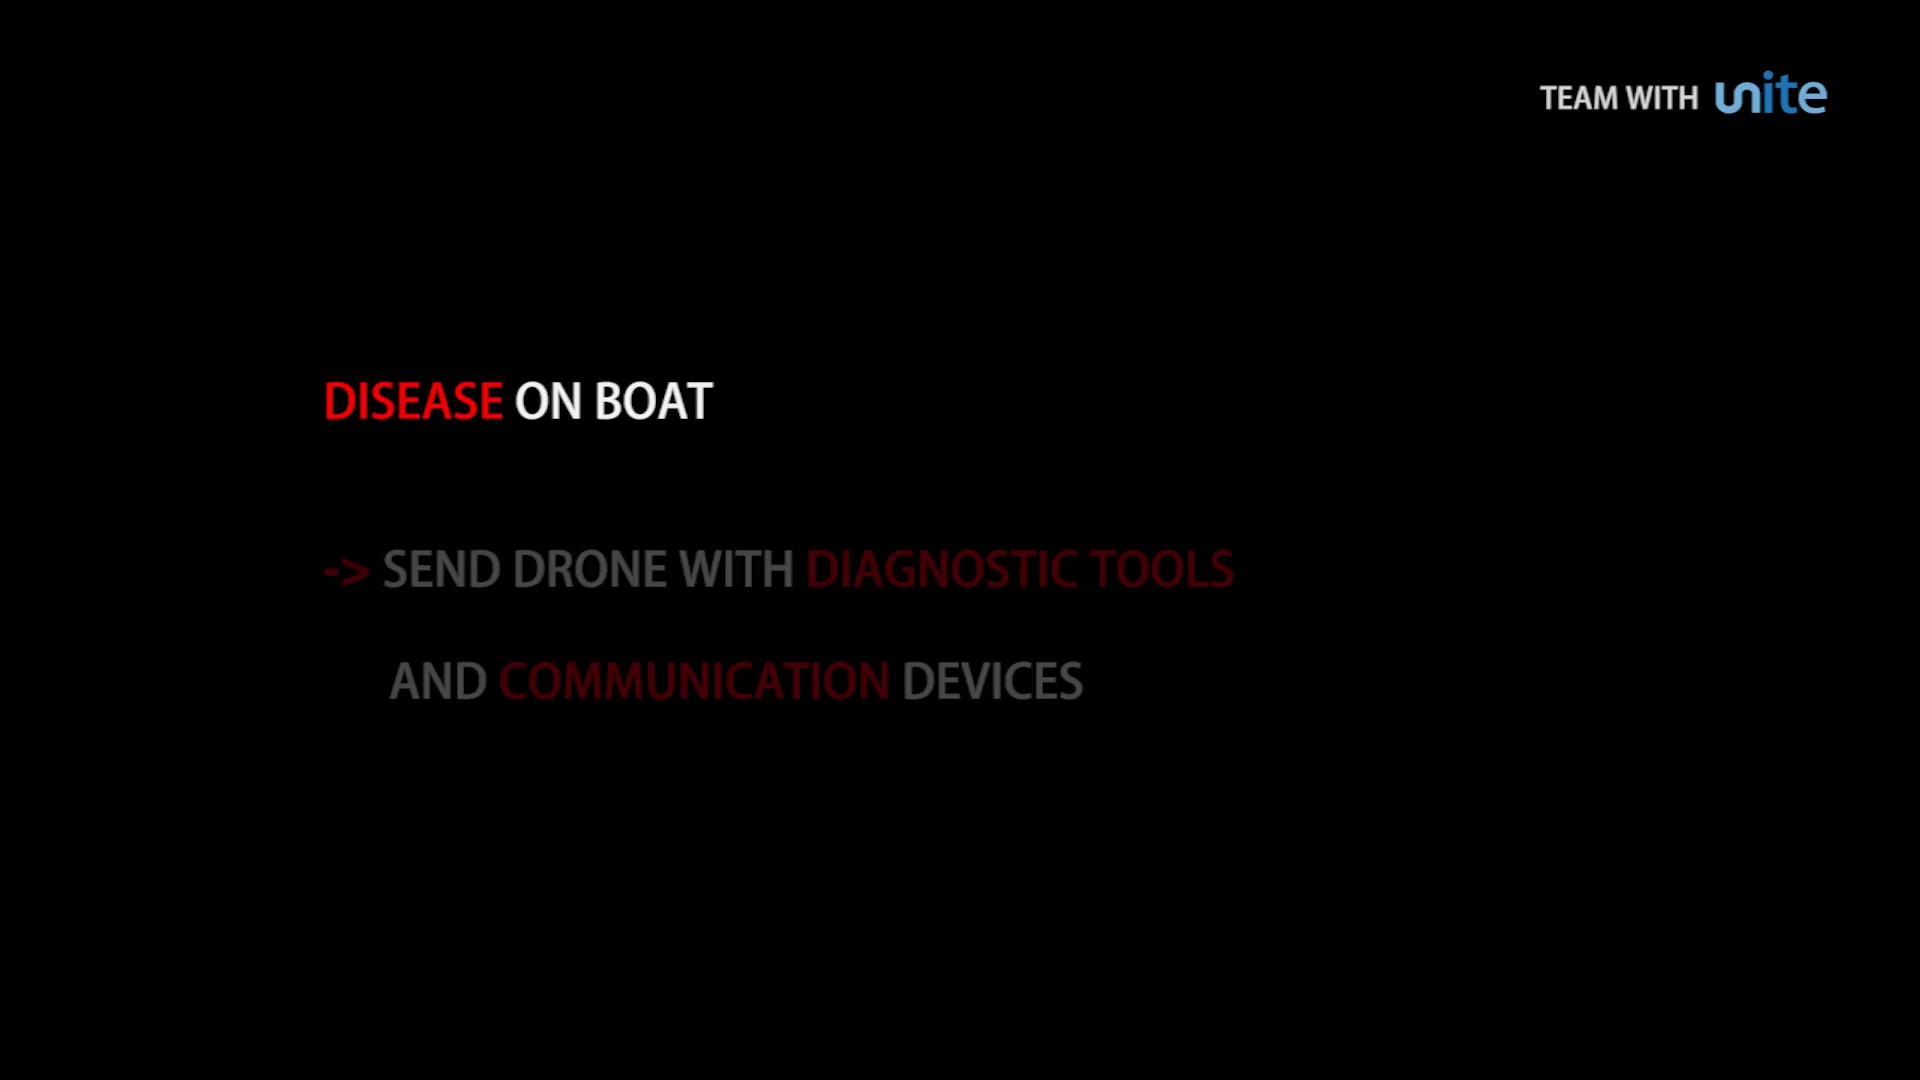 TEAM WITH unite
DISEASE ON BOAT
-> SEND DRONE WITH DIAGNOSTIC TOOLS
AND COMMUNICATION DEVICES